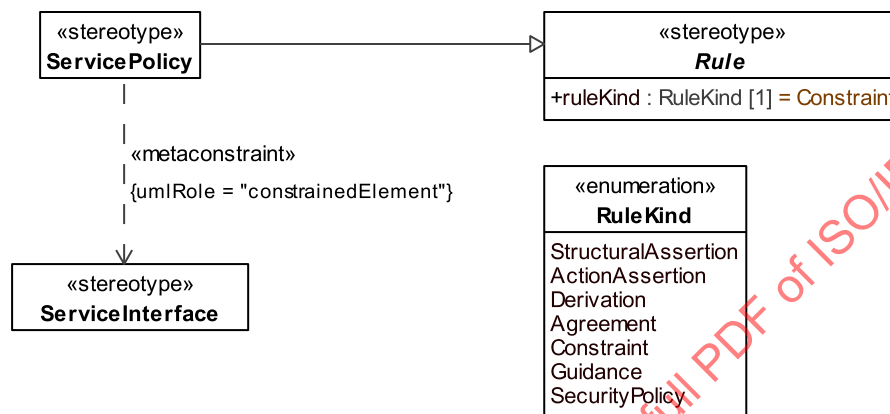 «stereotype»
ServicePolicy
«stereotype»
Rule
+ruleKind : RuleKind [1] = Constraint
«metaconstraint»
{umlRole = "constrainedElement"}
«enumeration»
RuleKind
StructuralAssertion
ActionAssertion
Derivation
Agreement
Constraint
Guidance
SecurityPolicy
«stereotype»
ServiceInterface
full PDF of ISO/I